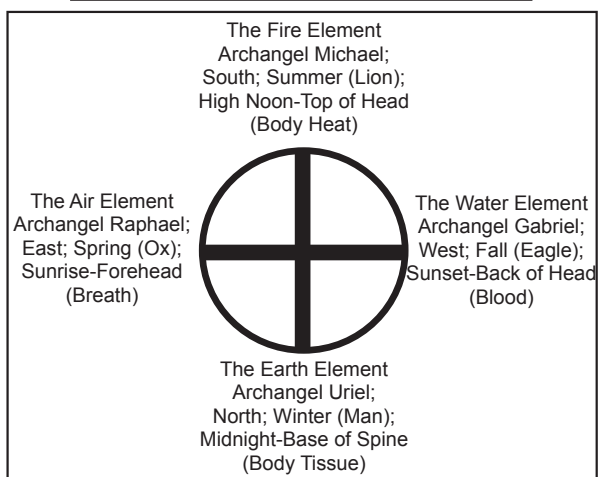 The Fire Element
Archangel Michael;
South; Summer (Lion);
High Noon-Top of Head
(Body Heat)
The Air Element
Archangel Raphael;
East; Spring (Ox);
Sunrise-Forehead
(Breath)
The Water Element
Archangel Gabriel;
West; Fall (Eagle);
Sunset-Back of Head
(Blood)
The Earth Element
Archangel Uriel;
North; Winter (Man);
Midnight-Base of Spine
(Body Tissue)